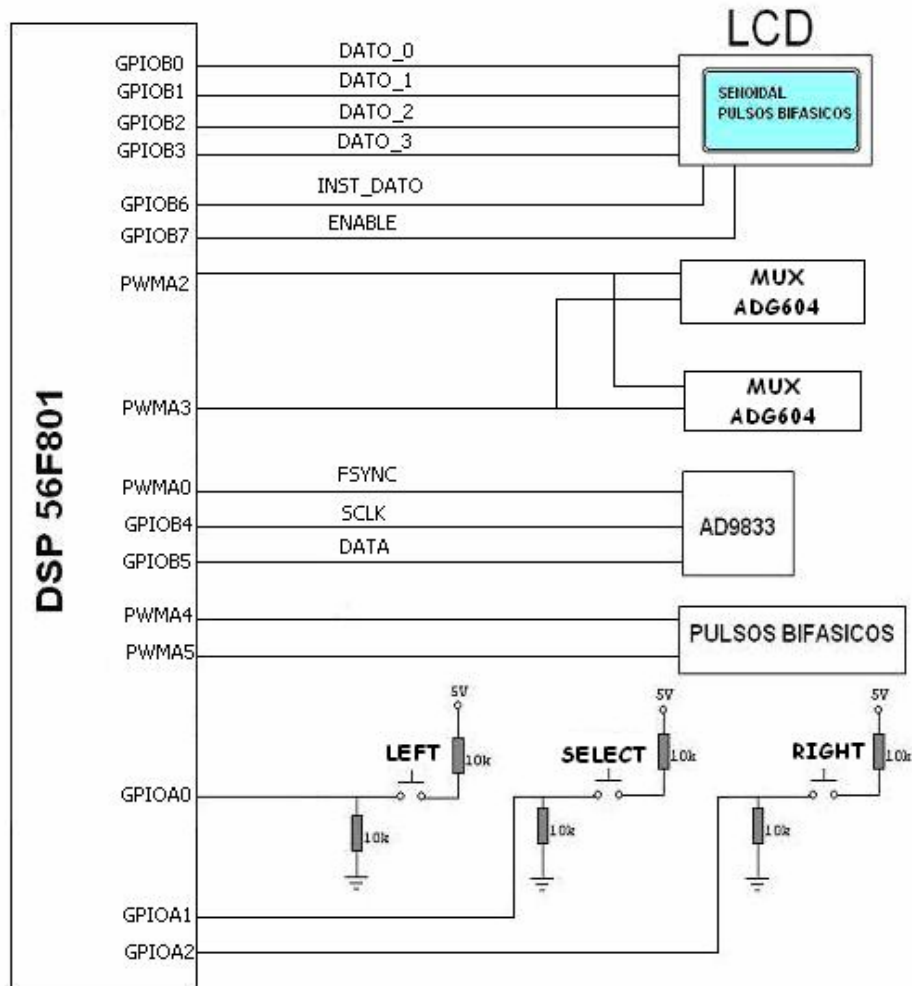 LCD
DSP 56F801
GPIOB0
DATO_0
GPIOB1
DATO_1
GPIOB2
DATO_2
GPIOB3
DATO_3
SENOIDAL
PULSOS BIFASICOS
GPIOB6
INST_DATO
GPIOB7
ENABLE
PWMA2
MUX
ADG604
PWMA3
MUX
ADG604
PWMA0
FSYNC
GPIOB4
SCLK
GPIOB5
DATA
AD9833
PWMA4
PWMA5
PULSOS BIFASICOS
5V
5V
5V
LEFT
10k
SELECT
10k
RIGHT
10k
GPIOA0
10k
10k
10k
GPIOA1
GPIOA2